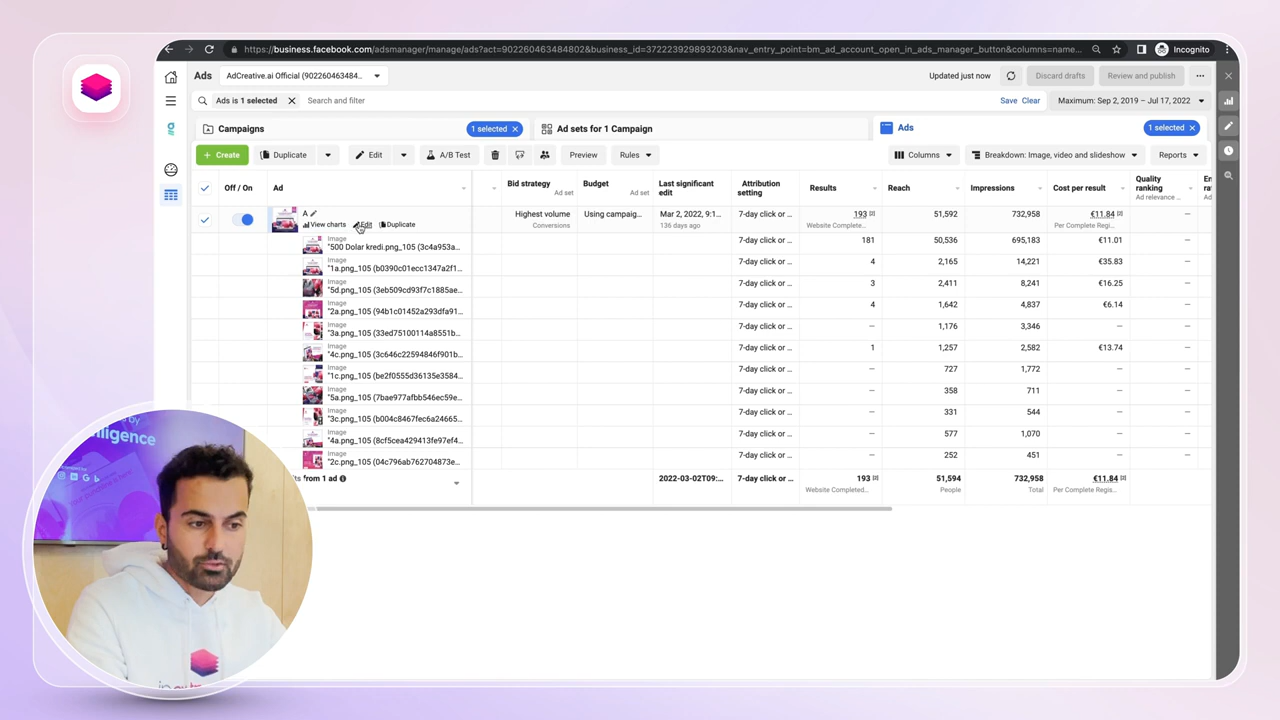 https://business.facebook.com/adsmanager/manage/ads?act=902260463484802&business_id=372223929893203&nav_entry_point=bm_ad_account_open_in_ads_manager_button&columns=name...
Incognito
Ads
AdCreative.ai Official (902260463484...
Updated just now
Discard drafts
Review and publish
Ads is 1 selected
Search and filter
Save Clear
Maximum: Sep 2, 2019 – Jul 17, 2022
Campaigns
1 selected
Ad sets for 1 Campaign
Ads
1 selected
+ Create
Duplicate
Edit
A/B Test
Preview
Rules
Columns
Breakdown: Image, video and slideshow
Reports
Off / On
Ad
Bid strategy
Ad set
Budget
Ad set
Last significant edit
Attribution setting
Results
Reach
Impressions
Cost per result
Quality ranking
Ad relevance ...
A
View charts Edit Duplicate
Highest volume
Conversions
Using campaig...
Mar 2, 2022, 9:1...
136 days ago
7-day click or ...
193 [2]
Website Complete...
51,592
732,958
€11.84 [2]
Per Complete Regi...
—
Image
"500 Dolar kredi.png_105 (3c4a953a...
7-day click or ... 181 50,536 695,183 €11.01 —
Image
"1a.png_105 (b0390c01ecc1347a2f1...
7-day click or ... 4 2,165 14,221 €35.83 —
Image
"5d.png_105 (3eb509cd93f7c1885ae...
7-day click or ... 3 2,411 8,241 €16.25 —
Image
"2a.png_105 (94b1c01452a293dfa91...
7-day click or ... 4 1,642 4,837 €6.14 —
Image
"3a.png_105 (33ed75100114a8551b...
7-day click or ... — 1,176 3,346 — —
Image
"4c.png_105 (3c646c22594846f901b...
7-day click or ... 1 1,257 2,582 €13.74 —
Image
"1c.png_105 (be2f0555d36135e3584...
7-day click or ... — 727 1,772 — —
Image
"5a.png_105 (7bae977afbb546ec59e...
7-day click or ... — 358 711 — —
Image
"3c.png_105 (b004c8467fec6a24665...
7-day click or ... — 331 544 — —
Image
"4a.png_105 (8cf5cea429413fe97ef4...
7-day click or ... — 577 1,070 — —
Image
"2c.png_105 (04c796ab762704873e...
7-day click or ... — 252 451 — —
from 1 ad
2022-03-02T09:...
7-day click or ...
193 [2]
Website Completed...
51,594
People
732,958
Total
€11.84 [2]
Per Complete Regis...